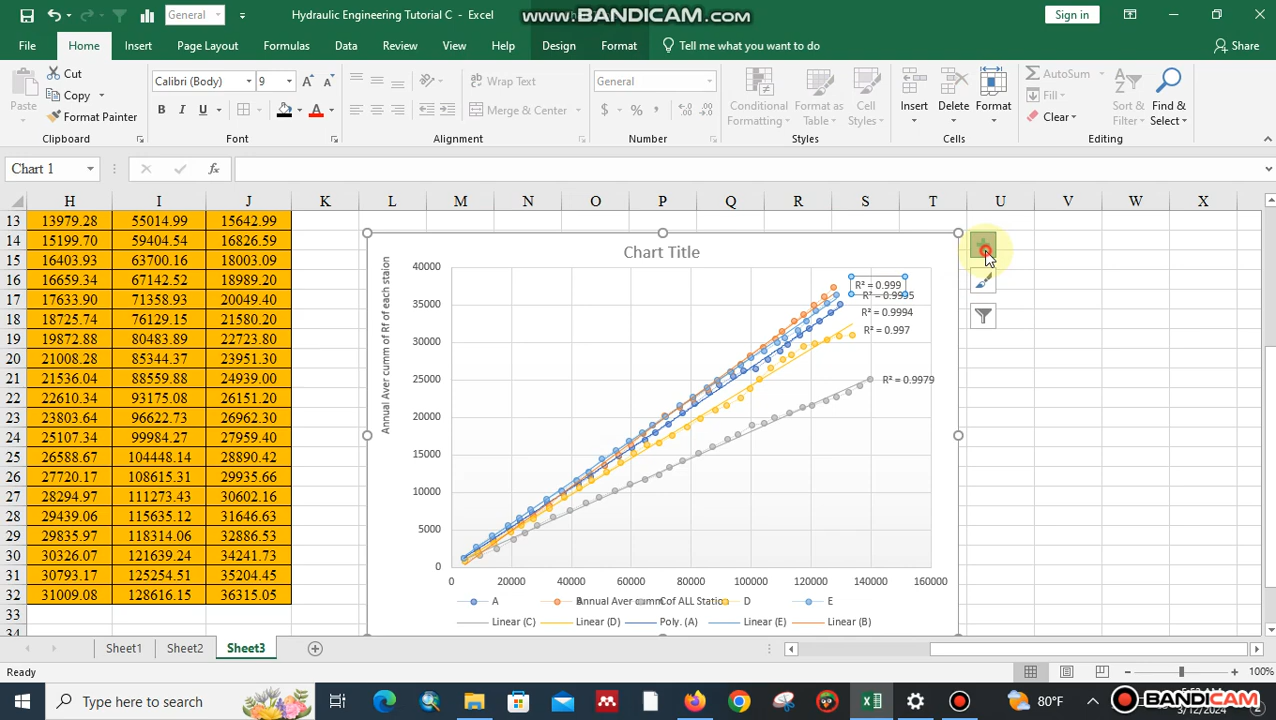 Hydraulic Engineering Tutorial C - Excel
www.BANDICAM.com
General
Sign in
File Home Insert Page Layout Formulas Data Review View Help Design Format Tell me what you want to do Share
Paste
Cut
Copy
Format Painter
Clipboard
Calibri (Body) 9
B I U
Font
Wrap Text
Merge & Center
Alignment
General
$ % ,
Number
Conditional Formatting
Format as Table
Cell Styles
Styles
Insert Delete Format
Cells
AutoSum
Fill
Clear
Sort & Filter
Find & Select
Editing
Chart 1
fx
H I J K L M N O P Q R S T U V W X
13 13979.28 55014.99 15642.99
14 15199.70 59404.54 16826.59
15 16403.93 63700.16 18003.09
16 16659.34 67142.52 18989.20
17 17633.90 71358.93 20049.40
18 18725.74 76129.15 21580.20
19 19872.88 80483.89 22723.80
20 21008.28 85344.37 23951.30
21 21536.04 88559.88 24939.00
22 22610.34 93175.08 26151.20
23 23803.64 96622.73 26962.30
24 25107.34 99984.27 27959.40
25 26588.67 104448.14 28890.42
26 27720.17 108615.31 29935.66
27 28294.97 111273.43 30602.16
28 29439.06 115635.12 31646.63
29 29835.97 118314.06 32886.53
30 30326.07 121639.24 34241.73
31 30793.17 125254.51 35204.45
32 31009.08 128616.15 36315.05
33
34
Chart Title
Annual Aver cumm of Rf of each staion
40000
35000
30000
25000
20000
15000
10000
5000
0
R² = 0.999
R² = 0.9995
R² = 0.9994
R² = 0.997
R² = 0.9979
0 20000 40000 60000 80000 100000 120000 140000 160000
Annual Aver cumm of ALL Station
A B C D E
Linear (C) Linear (D) Poly. (A) Linear (E) Linear (B)
Sheet1 Sheet2 Sheet3
Ready
100%
Type here to search
80°F
3/12/2024
BANDICAM